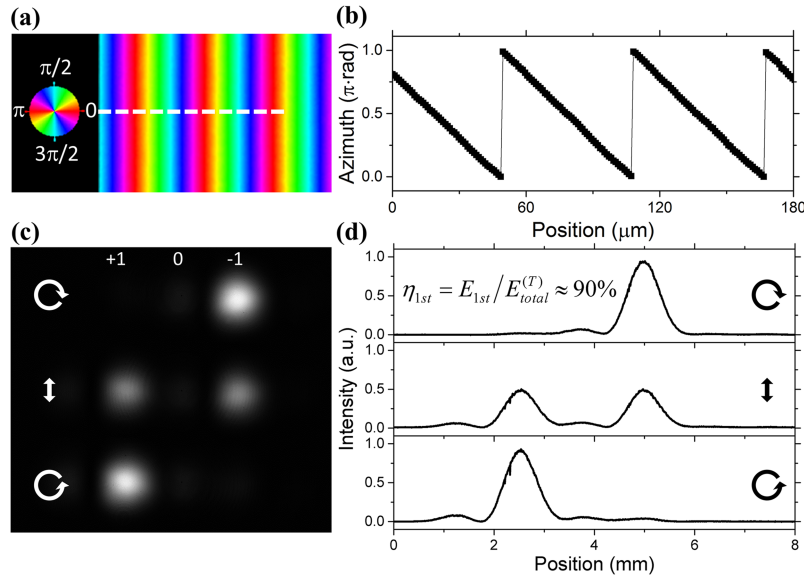 (a)
π/2
π
0
3π/2
(b)
Azimuth (π·rad)
1.0
0.5
0.0
0
60
120
180
Position (μm)
(c)
+1 0 -1
(d)
η1st = E1st/E(T)total ≈ 90%
Intensity (a.u.)
1.0
0.5
0.0
1.0
0.5
0.0
1.0
0.5
0.0
0 2 4 6 8
Position (mm)